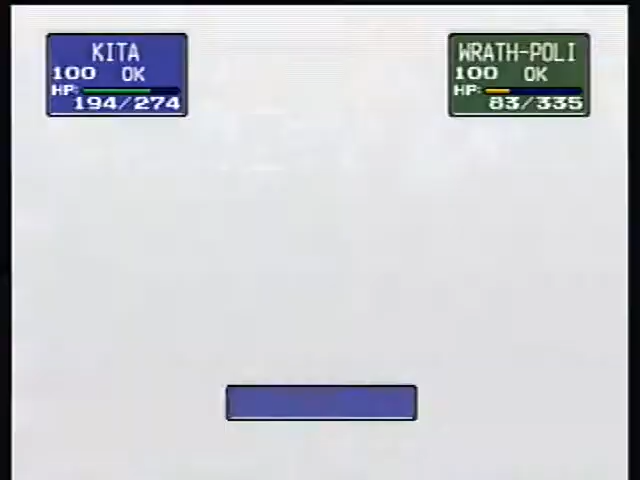 KITA
100 OK
HP:
194/274
WRATH-POLI
100 OK
HP:
83/335